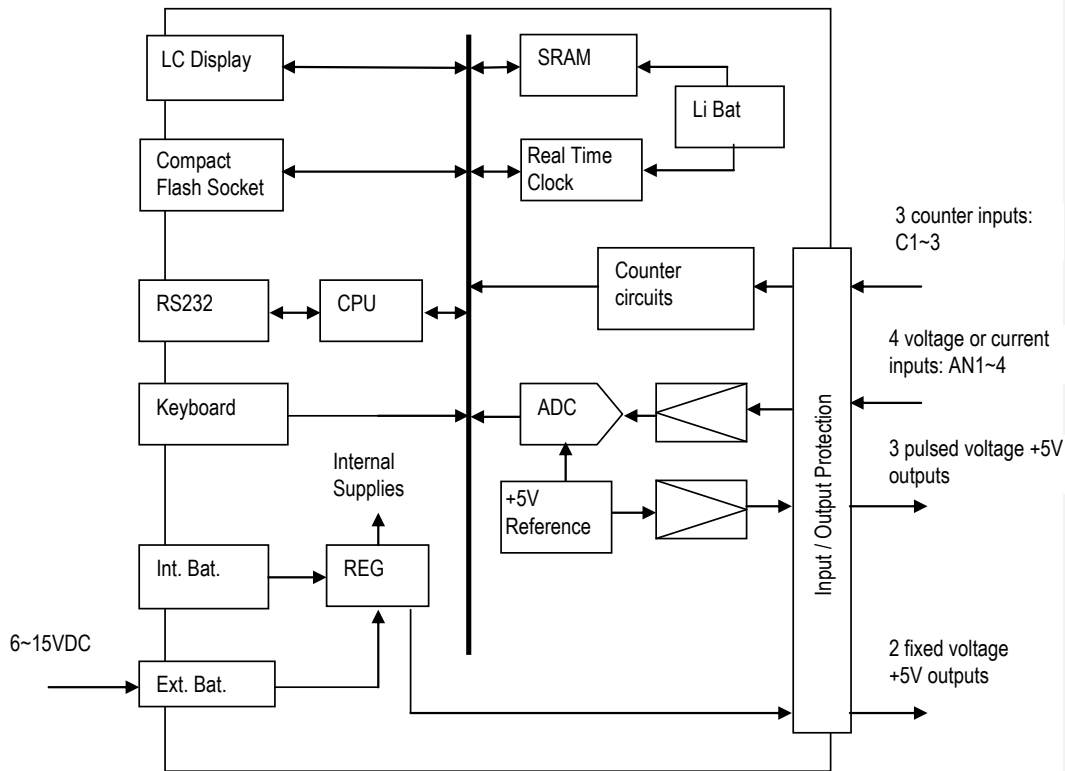 LC Display
SRAM
Li Bat
Compact
Flash Socket
Real Time
Clock
3 counter inputs:
C1~3
Counter
circuits
RS232
CPU
4 voltage or current
inputs: AN1~4
Keyboard
ADC
3 pulsed voltage +5V
outputs
Internal
Supplies
+5V
Reference
Input / Output Protection
Int. Bat.
REG
6~15VDC
Ext. Bat.
2 fixed voltage
+5V outputs